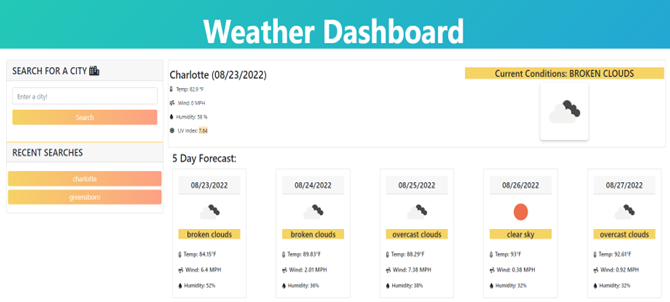 Weather Dashboard
SEARCH FOR A CITY
Enter a city!
Search
RECENT SEARCHES
charlotte
greensboro
Charlotte (08/23/2022)
Temp: 82.9 °F
Wind: 0 MPH
Humidity: 58 %
UV Index: 7.64
Current Conditions: BROKEN CLOUDS
5 Day Forecast:
08/23/2022
broken clouds
Temp: 84.15°F
Wind: 6.4 MPH
Humidity: 52%
08/24/2022
broken clouds
Temp: 89.83°F
Wind: 2.01 MPH
Humidity: 36%
08/25/2022
overcast clouds
Temp: 88.29°F
Wind: 7.38 MPH
Humidity: 38%
08/26/2022
clear sky
Temp: 93°F
Wind: 0.38 MPH
Humidity: 32%
08/27/2022
overcast clouds
Temp: 92.61°F
Wind: 0.92 MPH
Humidity: 32%